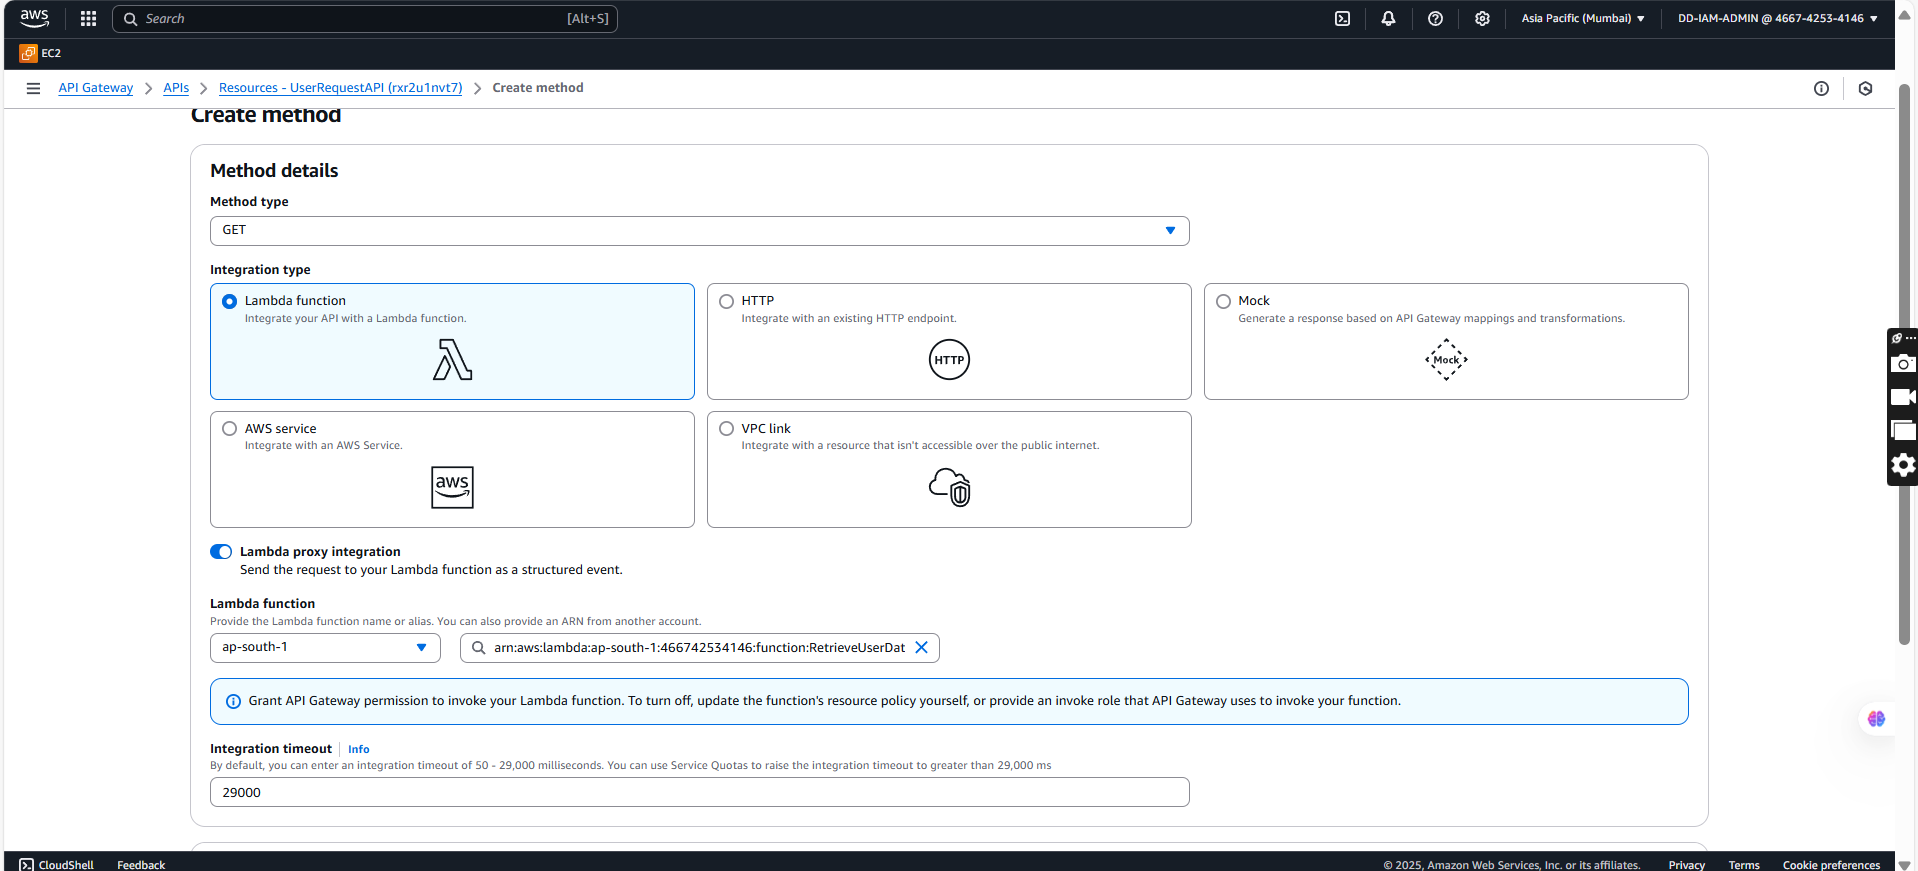 aws
Search
[Alt+S]
Asia Pacific (Mumbai)
DD-IAM-ADMIN @ 4667-4253-4146
EC2
API Gateway
APIs
Resources - UserRequestAPI (rxr2u1nvt7)
Create method
Create method
Method details
Method type
GET
Integration type
Lambda function
Integrate your API with a Lambda function.
HTTP
Integrate with an existing HTTP endpoint.
HTTP
Mock
Generate a response based on API Gateway mappings and transformations.
Mock
AWS service
Integrate with an AWS Service.
aws
VPC link
Integrate with a resource that isn't accessible over the public internet.
Lambda proxy integration
Send the request to your Lambda function as a structured event.
Lambda function
Provide the Lambda function name or alias. You can also provide an ARN from another account.
ap-south-1
arn:aws:lambda:ap-south-1:466742534146:function:RetrieveUserDat
Grant API Gateway permission to invoke your Lambda function. To turn off, update the function's resource policy yourself, or provide an invoke role that API Gateway uses to invoke your function.
Integration timeout
Info
By default, you can enter an integration timeout of 50 - 29,000 milliseconds. You can use Service Quotas to raise the integration timeout to greater than 29,000 ms
29000
CloudShell
Feedback
© 2025, Amazon Web Services, Inc. or its affiliates.
Privacy
Terms
Cookie preferences